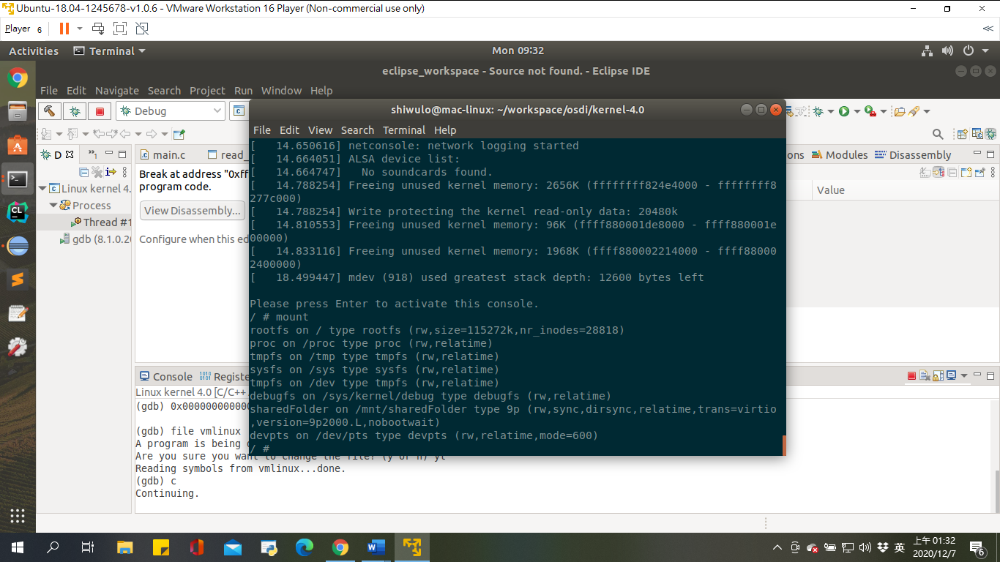 Ubuntu-18.04-1245678-v1.0.6 - VMware Workstation 16 Player (Non-commercial use only)
Player 6
Activities Terminal Mon 09:32
eclipse_workspace - Source not found. - Eclipse IDE
File Edit Navigate Search Project Run Window Help
Debug
shiwulo@mac-linux: ~/workspace/osdi/kernel-4.0
File Edit View Search Terminal Help
D main.c read_ ons Modules Disassembly
Break at address "0xff
program code.
View Disassembly...
Configure when this ed
Value
Linux kernel 4.
Process
Thread #1
gdb (8.1.0.20
[   14.650616] netconsole: network logging started
[   14.664051] ALSA device list:
[   14.664747]   No soundcards found.
[   14.788254] Freeing unused kernel memory: 2656K (ffffffff824e4000 - ffffffff8
277c000)
[   14.788254] Write protecting the kernel read-only data: 20480k
[   14.810553] Freeing unused kernel memory: 96K (ffff880001de8000 - ffff880001e
00000)
[   14.833116] Freeing unused kernel memory: 1968K (ffff880002214000 - ffff88000
2400000)
[   18.499447] mdev (918) used greatest stack depth: 12600 bytes left
Please press Enter to activate this console.
/ # mount
rootfs on / type rootfs (rw,size=115272k,nr_inodes=28818)
proc on /proc type proc (rw,relatime)
tmpfs on /tmp type tmpfs (rw,relatime)
sysfs on /sys type sysfs (rw,relatime)
tmpfs on /dev type tmpfs (rw,relatime)
debugfs on /sys/kernel/debug type debugfs (rw,relatime)
sharedFolder on /mnt/sharedFolder type 9p (rw,sync,dirsync,relatime,trans=virtio
,version=9p2000.L,nobootwait)
devpts on /dev/pts type devpts (rw,relatime,mode=600)
/ #
Console Registe
Linux kernel 4.0 [C/C++
(gdb) 0x000000000000
(gdb) file vmlinux
A program is being d
Are you sure you want to change the file? (y or n) yt
Reading symbols from vmlinux...done.
(gdb) c
Continuing.
英 上午 01:32
2020/12/7
6